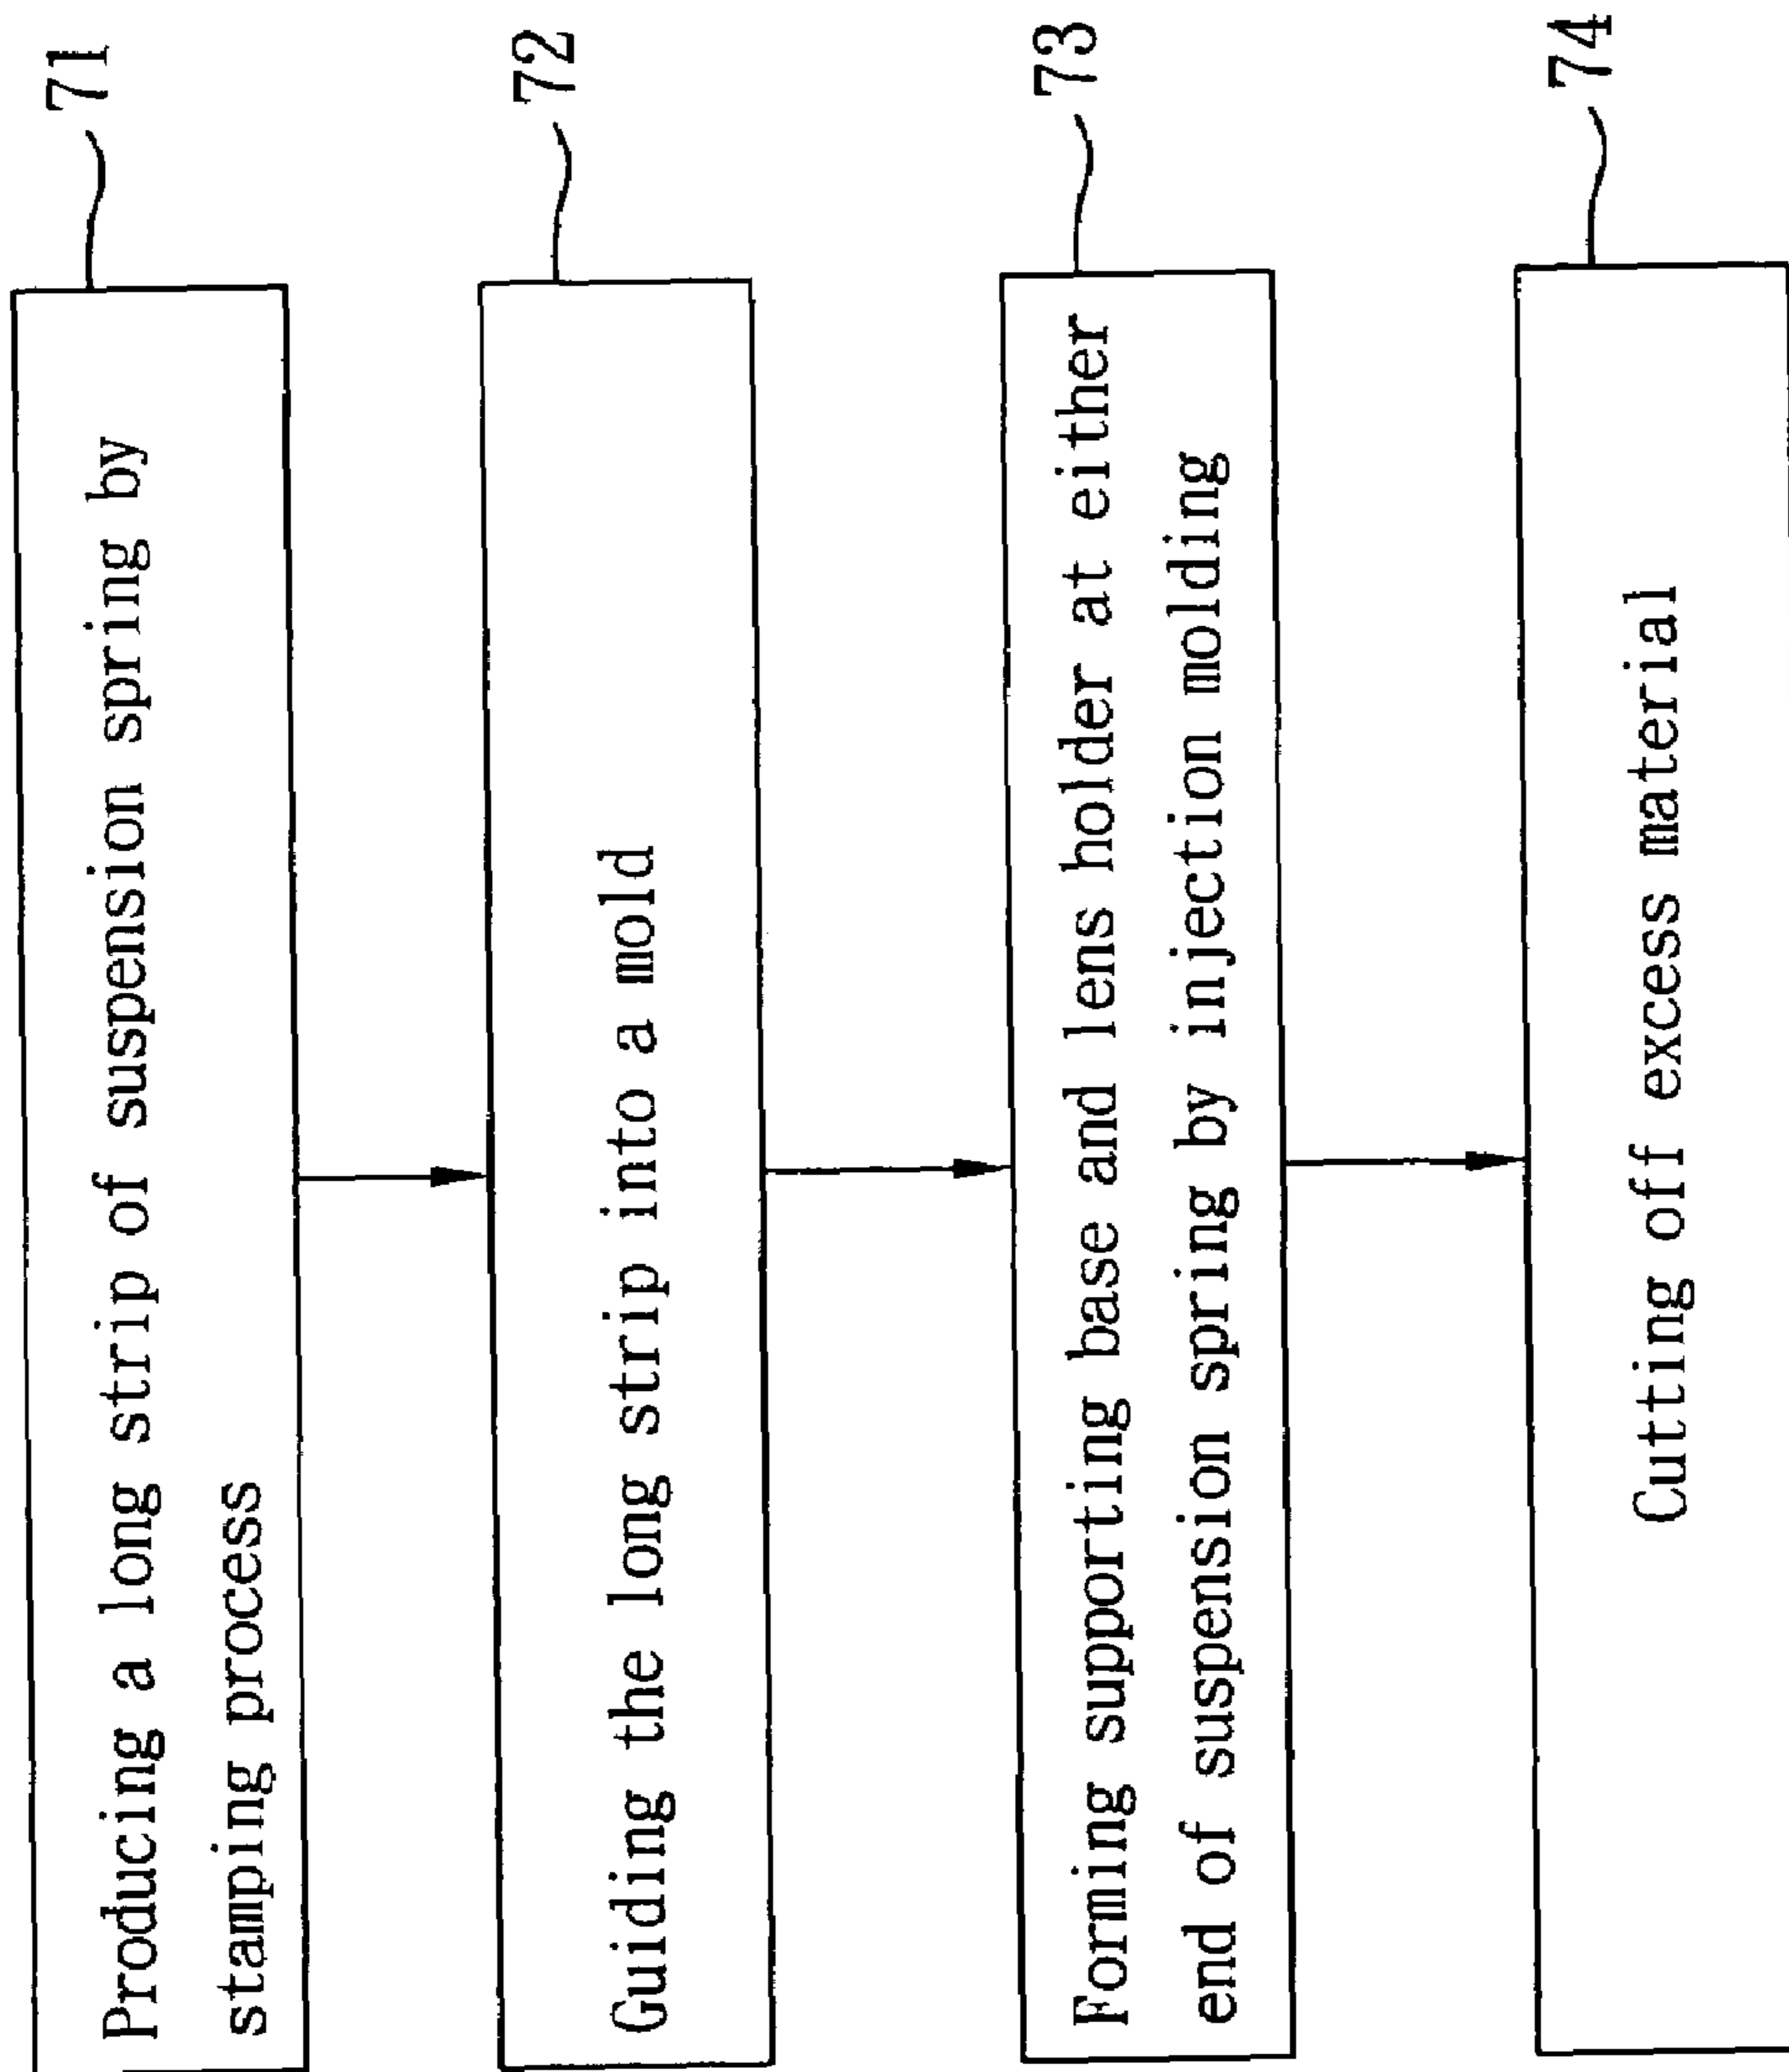 Producing a long strip of suspension spring by
stamping process
71
Guiding the long strip into a mold
72
Forming supporting base and lens holder at either
end of suspension spring by injection molding
73
Cutting off excess material
74